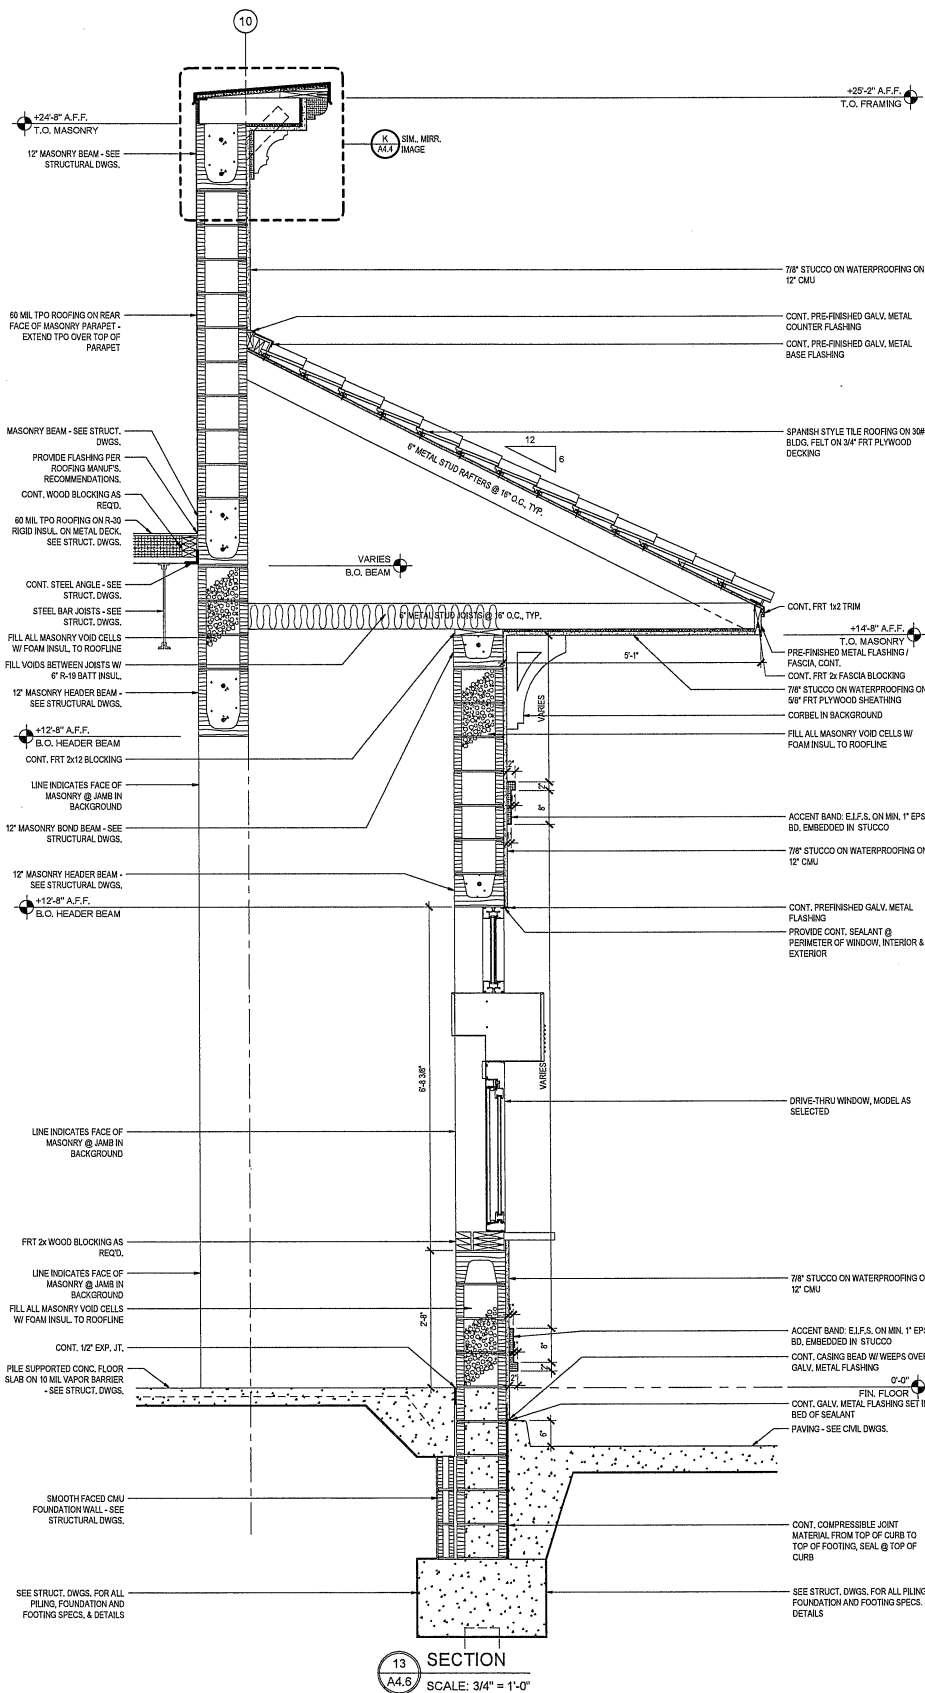 10
+24'-8" A.F.F.
T.O. MASONRY
12" MASONRY BEAM - SEE
STRUCTURAL DWGS.
+25'-2" A.F.F.
T.O. FRAMING
K
A4.4
SIM., MIRR.
IMAGE
7/8" STUCCO ON WATERPROOFING ON
12" CMU
60 MIL TPO ROOFING ON REAR
FACE OF MASONRY PARAPET -
EXTEND TPO OVER TOP OF
PARAPET
CONT. PRE-FINISHED GALV. METAL
COUNTER FLASHING
CONT. PRE-FINISHED GALV. METAL
BASE FLASHING
MASONRY BEAM - SEE STRUCT.
DWGS.
PROVIDE FLASHING PER
ROOFING MANUF'S.
RECOMMENDATIONS.
CONT. WOOD BLOCKING AS
REQ'D.
60 MIL TPO ROOFING ON R-30
RIGID INSUL. ON METAL DECK.
SEE STRUCT. DWGS.
SPANISH STYLE TILE ROOFING ON 30#
BLDG. FELT ON 3/4" FRT PLYWOOD
DECKING
12
6
6" METAL STUD RAFTERS @ 16" O.C., TYP.
VARIES
B.O. BEAM
CONT. STEEL ANGLE - SEE
STRUCT. DWGS.
STEEL BAR JOISTS - SEE
STRUCT. DWGS.
FILL ALL MASONRY VOID CELLS
W/ FOAM INSUL. TO ROOFLINE
FILL VOIDS BETWEEN JOISTS W/
6" R-19 BATT INSUL.
12" MASONRY HEADER BEAM -
SEE STRUCTURAL DWGS.
+12'-8" A.F.F.
B.O. HEADER BEAM
CONT. FRT 2x12 BLOCKING
6" METAL STUD JOISTS @ 16" O.C., TYP.
CONT. FRT 1x2 TRIM
+14'-8" A.F.F.
T.O. MASONRY
PRE-FINISHED METAL FLASHING /
FASCIA, CONT.
CONT. FRT 2x FASCIA BLOCKING
7/8" STUCCO ON WATERPROOFING ON
5/8" FRT PLYWOOD SHEATHING
CORBEL IN BACKGROUND
FILL ALL MASONRY VOID CELLS W/
FOAM INSUL. TO ROOFLINE
5'-1"
VARIES
LINE INDICATES FACE OF
MASONRY @ JAMB IN
BACKGROUND
12" MASONRY BOND BEAM - SEE
STRUCTURAL DWGS.
12" MASONRY HEADER BEAM -
SEE STRUCTURAL DWGS.
+12'-8" A.F.F.
B.O. HEADER BEAM
2"
2"
8"
ACCENT BAND: E.I.F.S. ON MIN. 1" EPS
BD. EMBEDDED IN STUCCO
7/8" STUCCO ON WATERPROOFING ON
12" CMU
CONT. PREFINISHED GALV. METAL
FLASHING
PROVIDE CONT. SEALANT @
PERIMETER OF WINDOW, INTERIOR &
EXTERIOR
6'-8 3/8"
VARIES
DRIVE-THRU WINDOW, MODEL AS
SELECTED
LINE INDICATES FACE OF
MASONRY @ JAMB IN
BACKGROUND
FRT 2x WOOD BLOCKING AS
REQ'D.
LINE INDICATES FACE OF
MASONRY @ JAMB IN
BACKGROUND
FILL ALL MASONRY VOID CELLS
W/ FOAM INSUL. TO ROOFLINE
CONT. 1/2" EXP. JT.
PILE SUPPORTED CONC. FLOOR
SLAB ON 10 MIL VAPOR BARRIER
- SEE STRUCT. DWGS.
2'-8"
7/8" STUCCO ON WATERPROOFING O
12" CMU
ACCENT BAND: E.I.F.S. ON MIN. 1" EPS
BD. EMBEDDED IN STUCCO
CONT. CASING BEAD W/ WEEPS OVER
GALV. METAL FLASHING
8"
2"
2"
0'-0"
FIN. FLOOR
CONT. GALV. METAL FLASHING SET I
BED OF SEALANT
PAVING - SEE CIVIL DWGS.
6"
SMOOTH FACED CMU
FOUNDATION WALL - SEE
STRUCTURAL DWGS.
CONT. COMPRESSIBLE JOINT
MATERIAL FROM TOP OF CURB TO
TOP OF FOOTING, SEAL @ TOP OF
CURB
SEE STRUCT. DWGS. FOR ALL
PILING, FOUNDATION AND
FOOTING SPECS. & DETAILS
SEE STRUCT. DWGS. FOR ALL PILING
FOUNDATION AND FOOTING SPECS.
DETAILS
13
A4.6
SECTION
SCALE: 3/4" = 1'-0"